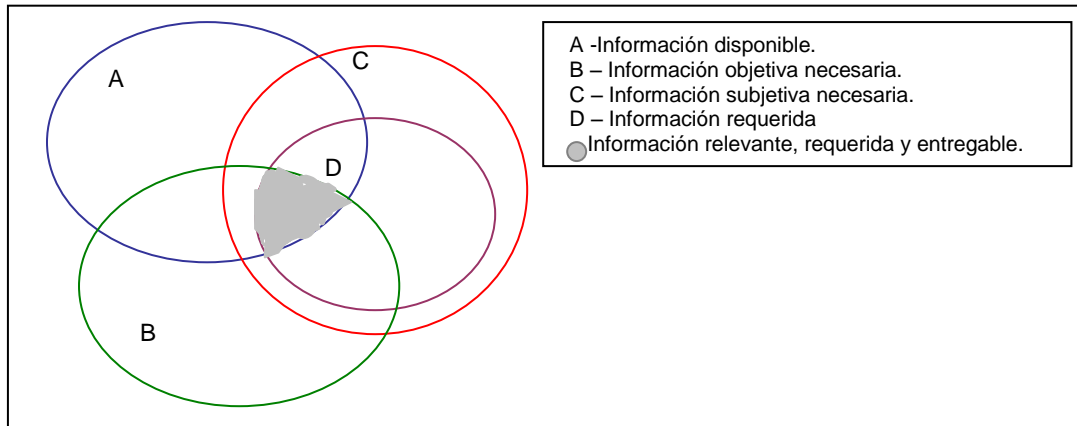 A
C
D
B
A -Información disponible.
B – Información objetiva necesaria.
C – Información subjetiva necesaria.
D – Información requerida
Información relevante, requerida y entregable.